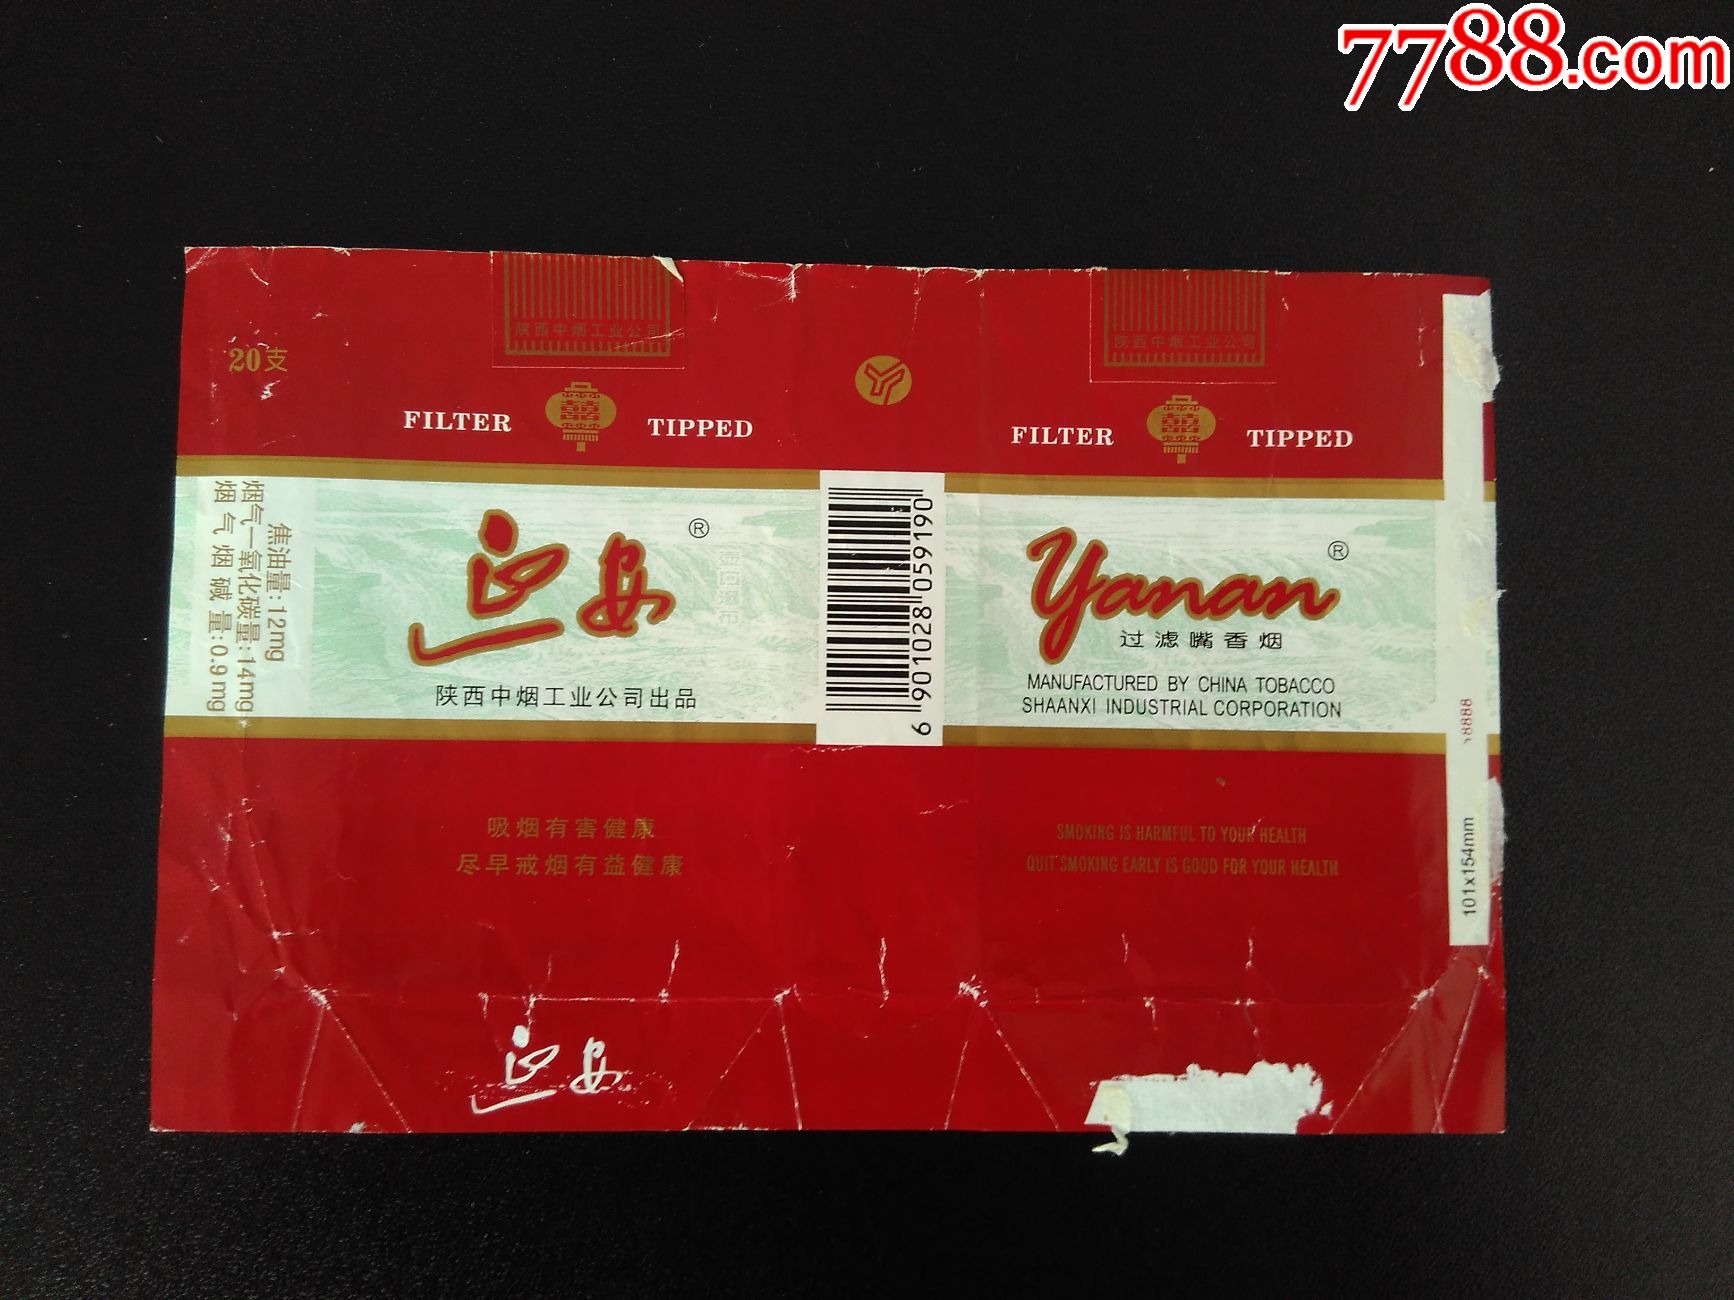 7788.com
陕西中烟工业公司
陕西中烟工业公司
20支
FILTER TIPPED
FILTER TIPPED
焦油量:12mg
烟气一氧化碳量:14mg
烟气烟碱量:0.9mg
延安®
陕西中烟工业公司出品
6 901028 059190
Yanan®
过滤嘴香烟
MANUFACTURED BY CHINA TOBACCO
SHAANXI INDUSTRIAL CORPORATION
吸烟有害健康
尽早戒烟有益健康
SMOKING IS HARMFUL TO YOUR HEALTH
QUIT SMOKING EARLY IS GOOD FOR YOUR HEALTH
8888
101x154mm
延安